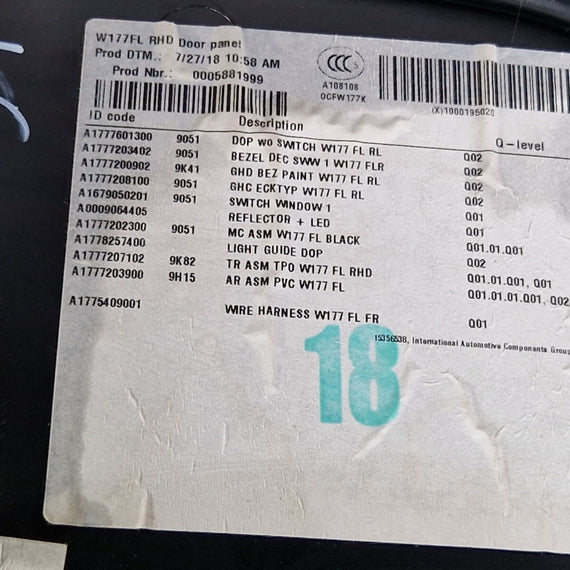 W177FL RHD Door panel
Prod DTM.: 7/27/18 10:58 AM
Prod Nbr.: 0005881999
CCC S
A108108
0CFW177K
(X)1000195020
ID code Description Q-level
A1777601300 9051 DOP wo SWITCH W177 FL RL Q02
A1777203402 9051 BEZEL DEC SWW 1 W177 FLR Q02
A1777200902 9K41 GHD BEZ PAINT W177 FL RL Q02
A1777208100 9051 GHC ECKTYP W177 FL RL Q02
A1679050201 9051 SWITCH WINDOW 1 Q01
A0009064405 REFLECTOR + LED Q01
A1777202300 9051 MC ASM W177 FL BLACK Q01.01.Q01
A1778257400 LIGHT GUIDE DOP Q02
A1777207102 9K82 TR ASM TPO W177 FL RHD Q01.01.Q01, Q01
A1777203900 9H15 AR ASM PVC W177 FL Q01.01.01.Q01, Q02
A1775409001 WIRE HARNESS W177 FL FR Q01
15356538, International Automotive Components Group
18